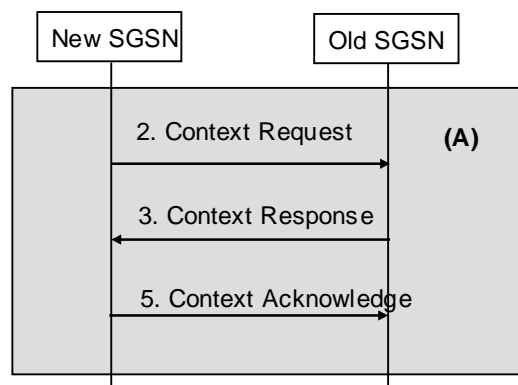 New SGSN
Old SGSN
2. Context Request
(A)
3. Context Response
5. Context Acknowledge